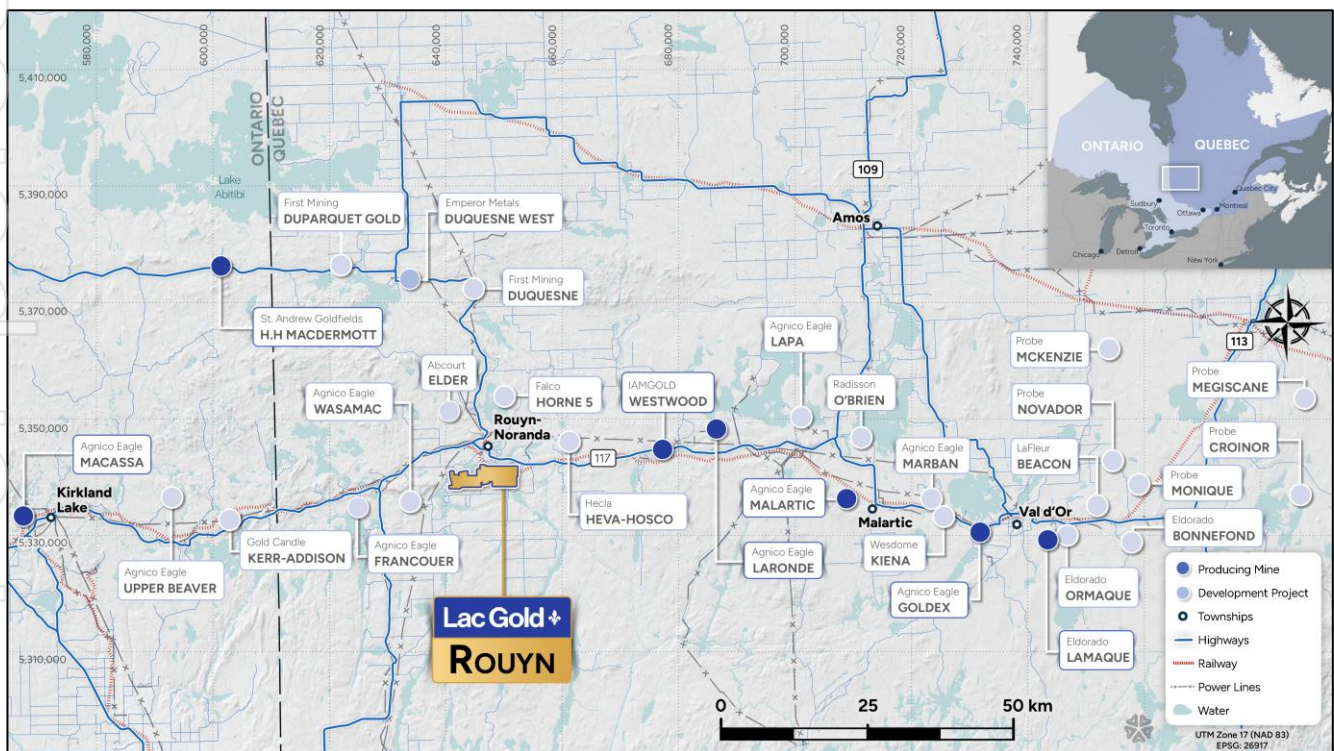 580,000
600,000
620,000
640,000
660,000
680,000
700,000
720,000
740,000
5,410,000
5,390,000
5,370,000
5,350,000
5,330,000
5,310,000
ONTARIO
QUEBEC
Lake
Abitibi
First Mining
DUPARQUET GOLD
Emperor Metals
DUQUESNE WEST
First Mining
DUQUESNE
St. Andrew Goldfields
H.H MACDERMOTT
109
Amos
Abcourt
ELDER
Agnico Eagle
WASAMAC
Falco
HORNE 5
Rouyn-
Noranda
IAMGOLD
WESTWOOD
Agnico Eagle
LAPA
Radisson
O'BRIEN
117
Agnico Eagle
MACASSA
Kirkland
Lake
Agnico Eagle
UPPER BEAVER
Gold Candle
KERR-ADDISON
Agnico Eagle
FRANCOUER
Hecla
HEVA-HOSCO
Agnico Eagle
LARONDE
Agnico Eagle
MALARTIC
Malartic
Agnico Eagle
MARBAN
Wesdome
KIENA
Agnico Eagle
GOLDEX
Val d'Or
Probe
MCKENZIE
Probe
NOVADOR
LaFleur
BEACON
113
Probe
MEGISCANE
Probe
CROINOR
Probe
MONIQUE
Eldorado
BONNEFOND
Eldorado
ORMAQUE
Eldorado
LAMAQUE
Lac Gold
ROUYN
0 25 50 km
ONTARIO
QUEBEC
Quebec City
Sudbury
Ottawa
Montreal
Toronto
Chicago
Detroit
New York
Producing Mine
Development Project
Townships
Highways
Railway
Power Lines
Water
UTM Zone 17 (NAD 83)
EPSG: 26917